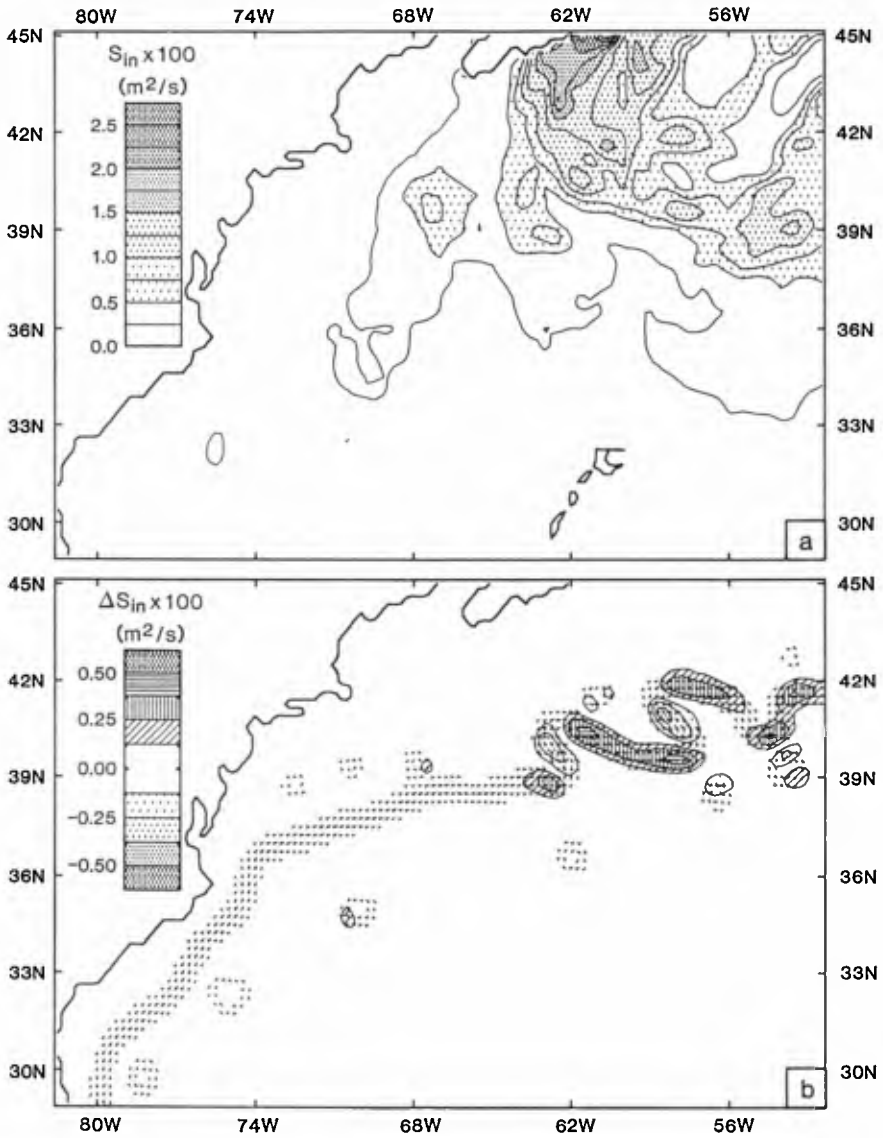 80W 74W 68W 62W 56W
45N 45N
S_in x100
(m²/s)
2.5
42N 42N
2.0
1.5
39N 39N
1.0
0.5
36N 36N
0.0
33N 33N
30N 30N
a
45N 45N
ΔS_in x100
(m²/s)
0.50
42N 42N
0.25
0.00
39N 39N
-0.25
-0.50
36N 36N
33N 33N
30N 30N
b
80W 74W 68W 62W 56W